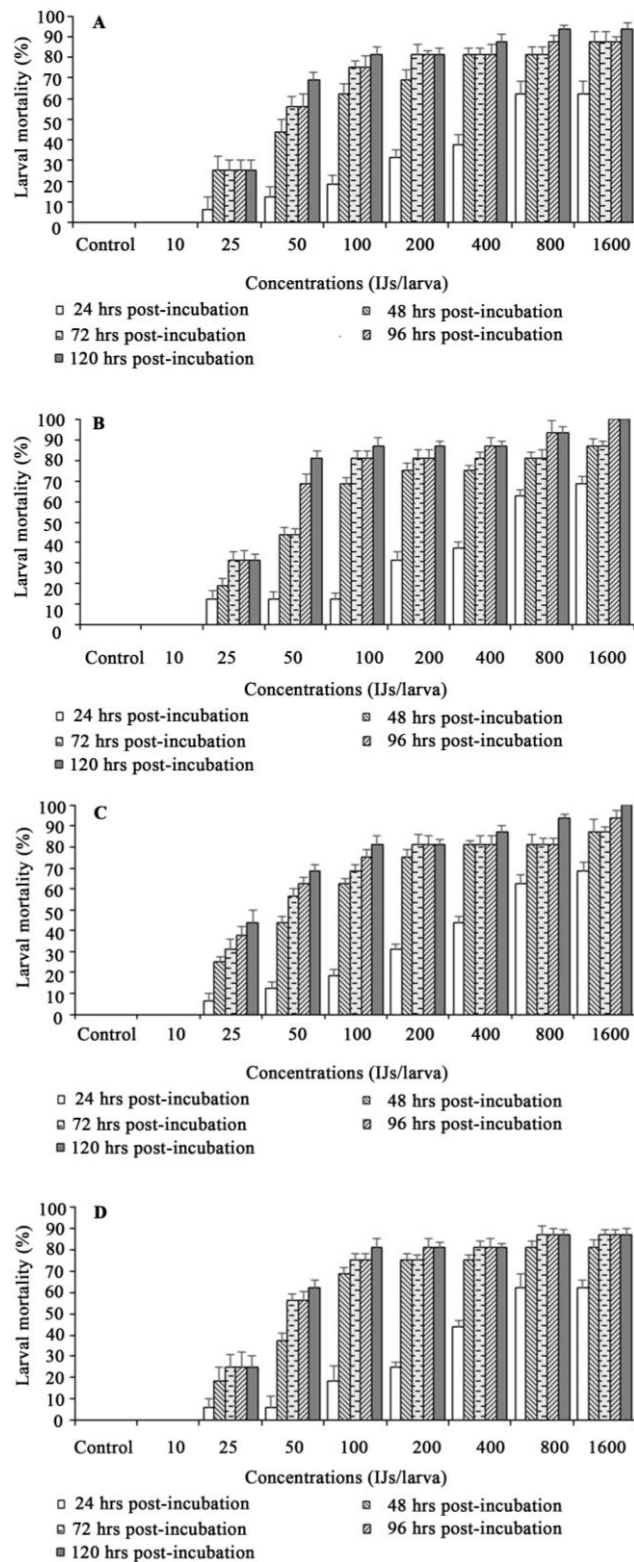 A
Larval mortality (%)
100
90
80
70
60
50
40
30
20
10
0
Control 10 25 50 100 200 400 800 1600
Concentrations (IJs/larva)
24 hrs post-incubation 48 hrs post-incubation
72 hrs post-incubation 96 hrs post-incubation
120 hrs post-incubation
B
Larval mortality (%)
100
90
80
70
60
50
40
30
20
10
0
Control 10 25 50 100 200 400 800 1600
Concentrations (IJs/larva)
24 hrs post-incubation 48 hrs post-incubation
72 hrs post-incubation 96 hrs post-incubation
120 hrs post-incubation
C
Larval mortality (%)
100
90
80
70
60
50
40
30
20
10
0
Control 10 25 50 100 200 400 800 1600
Concentrations (IJs/larva)
24 hrs post-incubation 48 hrs post-incubation
72 hrs post-incubation 96 hrs post-incubation
120 hrs post-incubation
D
Larval mortality (%)
100
90
80
70
60
50
40
30
20
10
0
Control 10 25 50 100 200 400 800 1600
Concentrations (IJs/larva)
24 hrs post-incubation 48 hrs post-incubation
72 hrs post-incubation 96 hrs post-incubation
120 hrs post-incubation